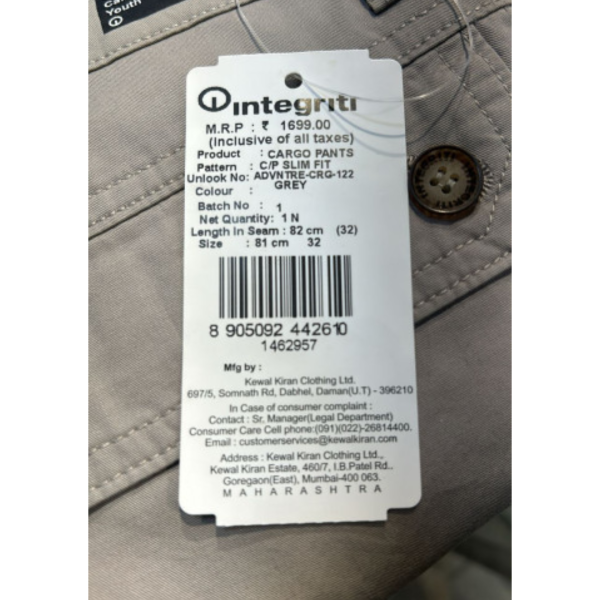 Youth
integriti
M.R.P : ₹ 1699.00
(Inclusive of all taxes)
Product : CARGO PANTS
Pattern : C/P SLIM FIT
Unlook No: ADVNTRE-CRG-122
Colour : GREY
Batch No : 1
Net Quantity: 1 N
Length In Seam : 82 cm (32)
Size : 81 cm 32
8 905092 442610
1462957
Mfg by :
Kewal Kiran Clothing Ltd.
697/5, Somnath Rd, Dabhel, Daman(U.T) - 396210
In Case of consumer complaint :
Contact : Sr. Manager(Legal Department)
Consumer Care Cell phone:(091)(022)-26814400.
Email : customerservices@kewalkiran.com
Address : Kewal Kiran Clothing Ltd.,
Kewal Kiran Estate, 460/7, I.B.Patel Rd..
Goregaon(East), Mumbai-400 063.
MAHARASHTRA